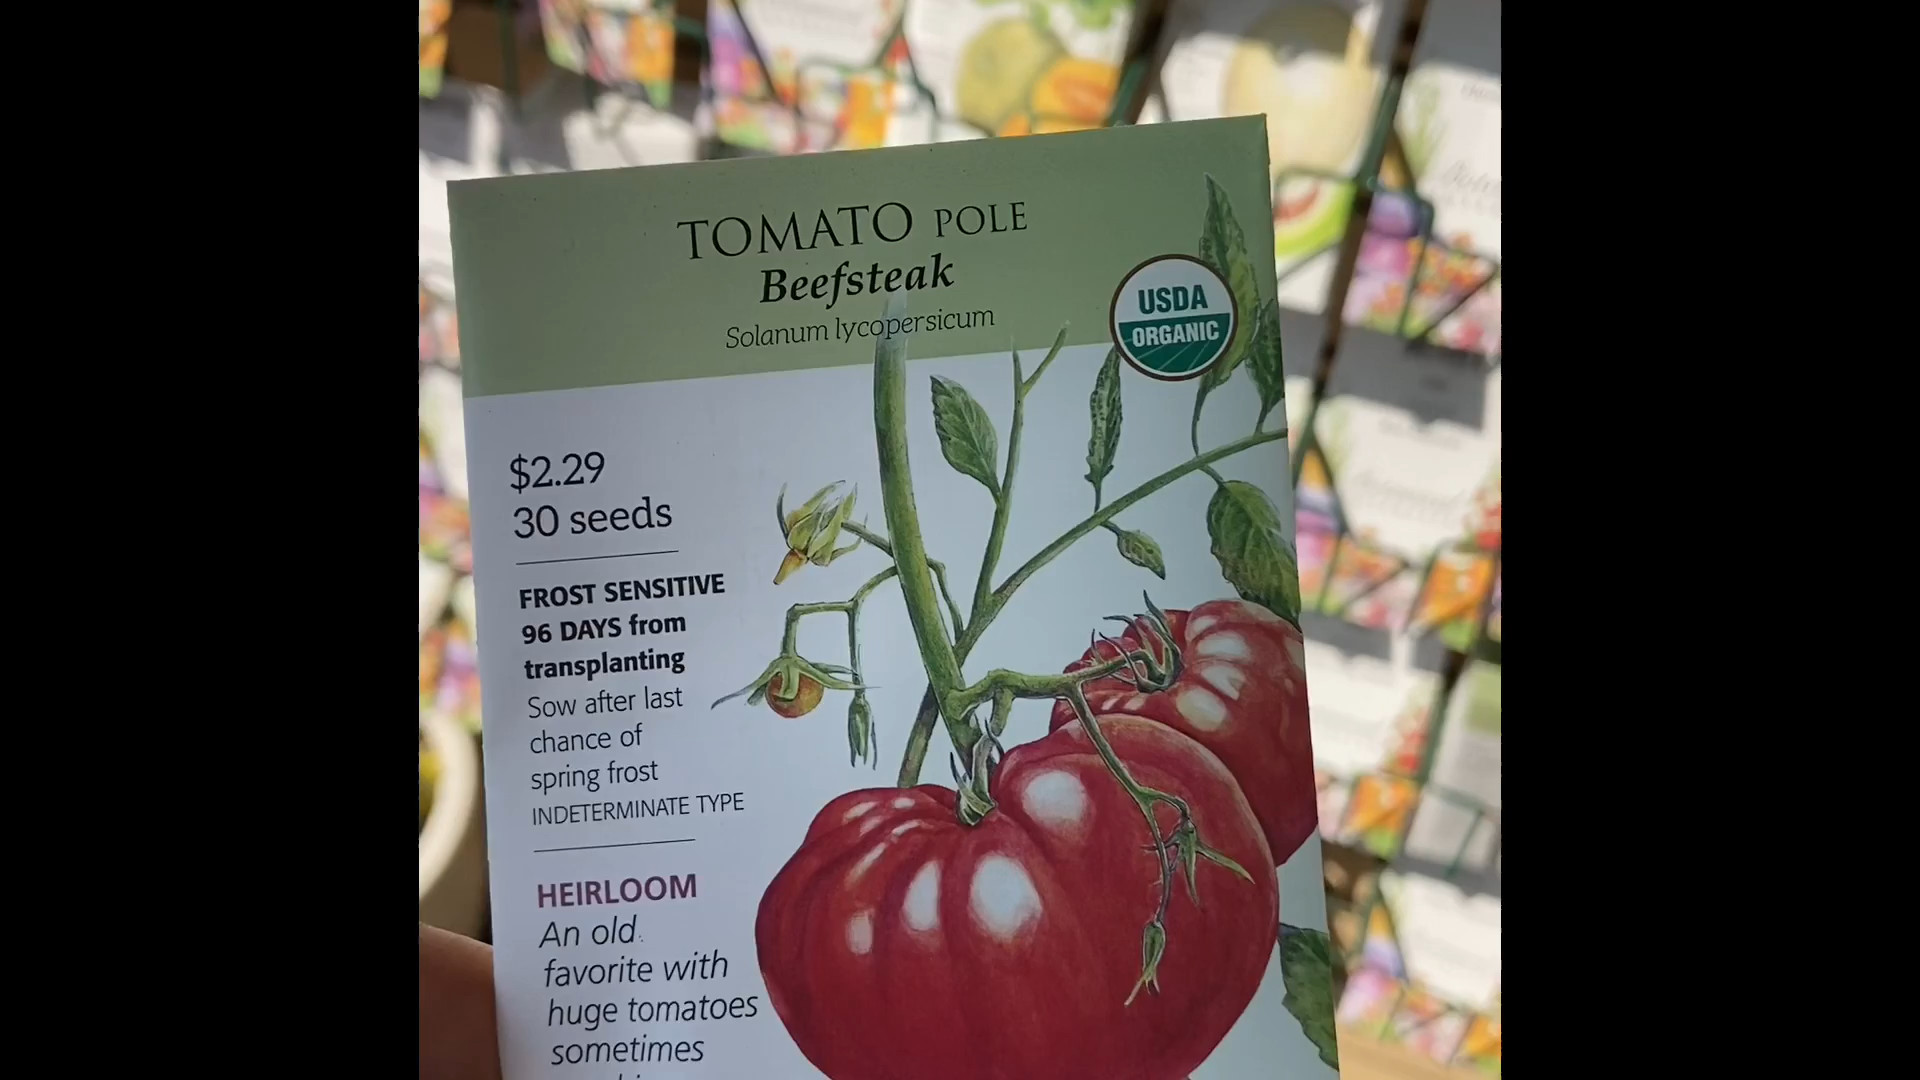 TOMATO POLE
Beefsteak
Solanum lycopersicum
USDA
ORGANIC
$2.29
30 seeds
FROST SENSITIVE
96 DAYS from
transplanting
Sow after last
chance of
spring frost
INDETERMINATE TYPE
HEIRLOOM
An old
favorite with
huge tomatoes
sometimes